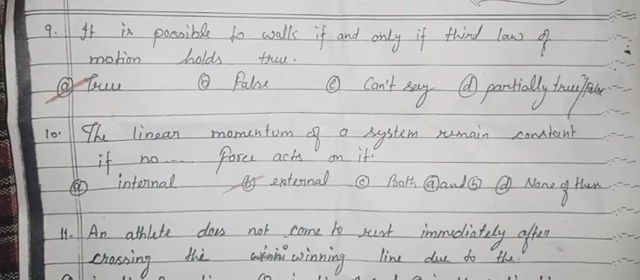 9. It is possible to walk if and only if third law of
motion holds true.
(a) True (b) False (c) Can't say (d) partially true/False
10. The linear momentum of a system remain constant
if no .... force acts on it.
(a) internal (b) external (c) Both (a) and (b) (d) None of them
11. An athlete does not come to rest immediately after
crossing the winning line due to the